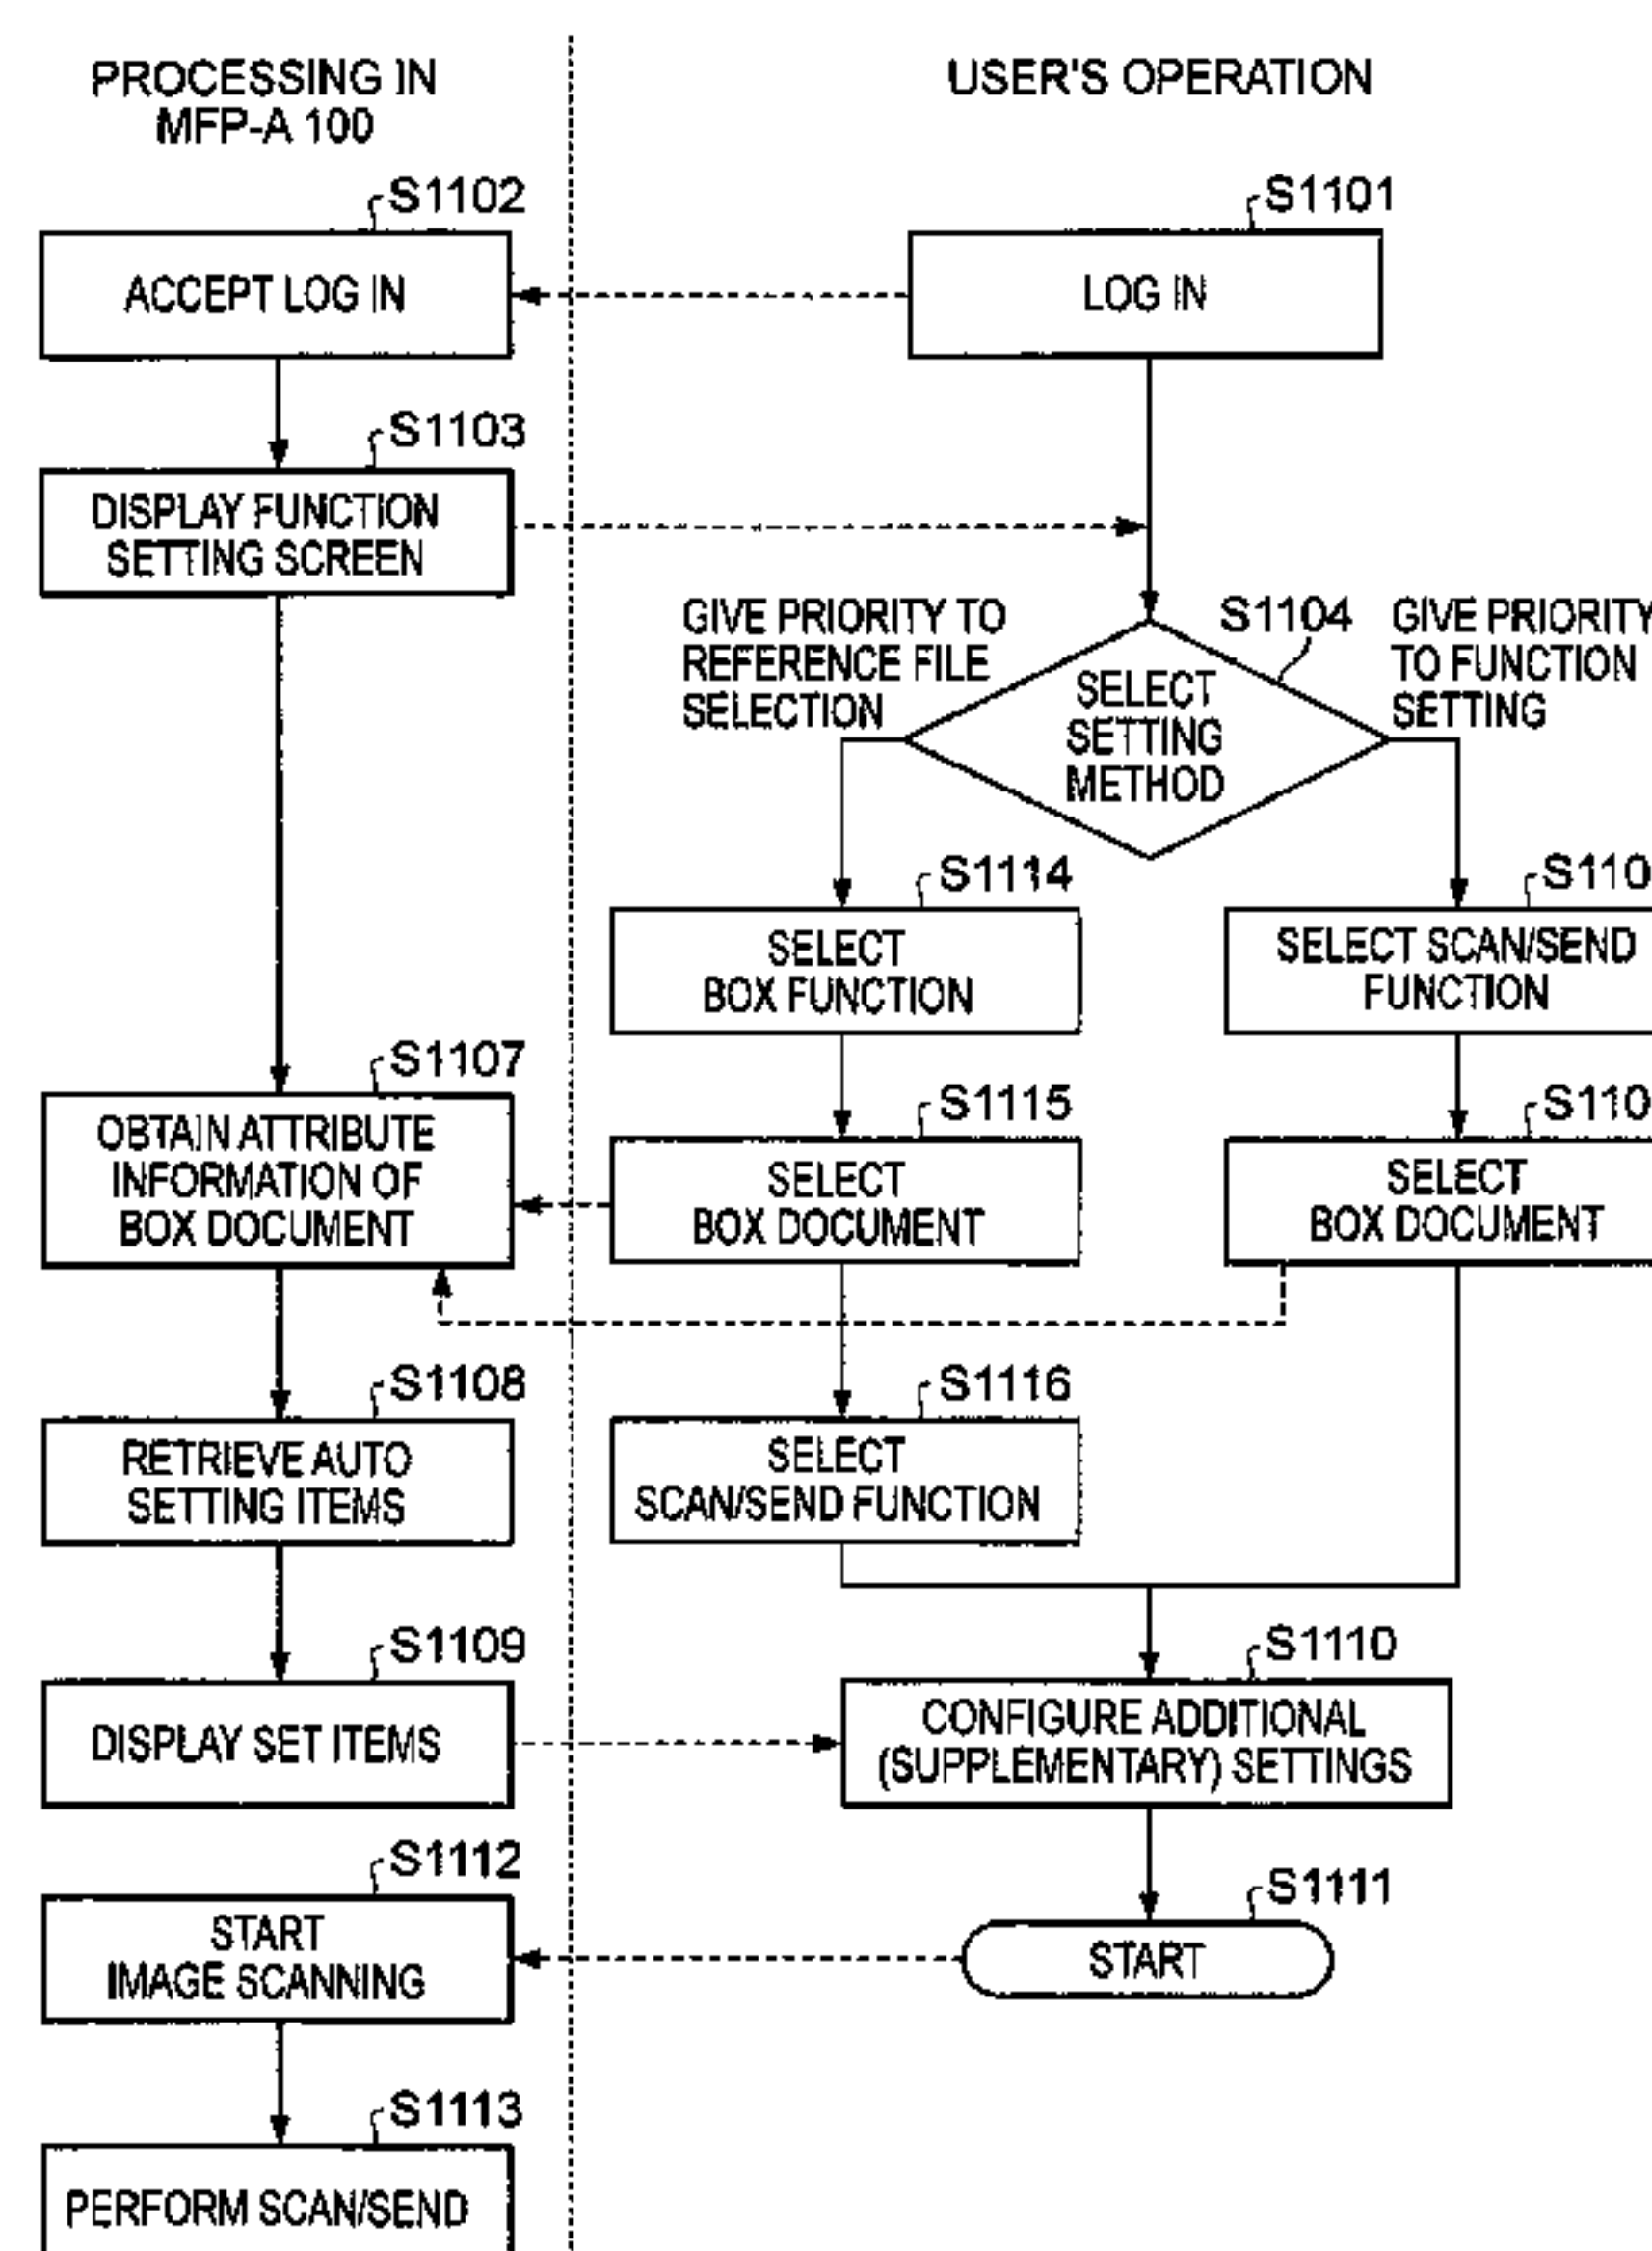 PROCESSING IN
MFP-A 100
USER'S OPERATION
S1102
ACCEPT LOG IN
S1101
LOG IN
S1103
DISPLAY FUNCTION
SETTING SCREEN
GIVE PRIORITY TO
REFERENCE FILE
SELECTION
S1104
SELECT
SETTING
METHOD
GIVE PRIORITY
TO FUNCTION
SETTING
S1114
SELECT
BOX FUNCTION
S110
SELECT SCAN/SEND
FUNCTION
S1107
OBTAIN ATTRIBUTE
INFORMATION OF
BOX DOCUMENT
S1115
SELECT
BOX DOCUMENT
S110
SELECT
BOX DOCUMENT
S1108
RETRIEVE AUTO
SETTING ITEMS
S1116
SELECT
SCAN/SEND FUNCTION
S1109
DISPLAY SET ITEMS
S1110
CONFIGURE ADDITIONAL
(SUPPLEMENTARY) SETTINGS
S1112
START
IMAGE SCANNING
S1111
START
S1113
PERFORM SCAN/SEND